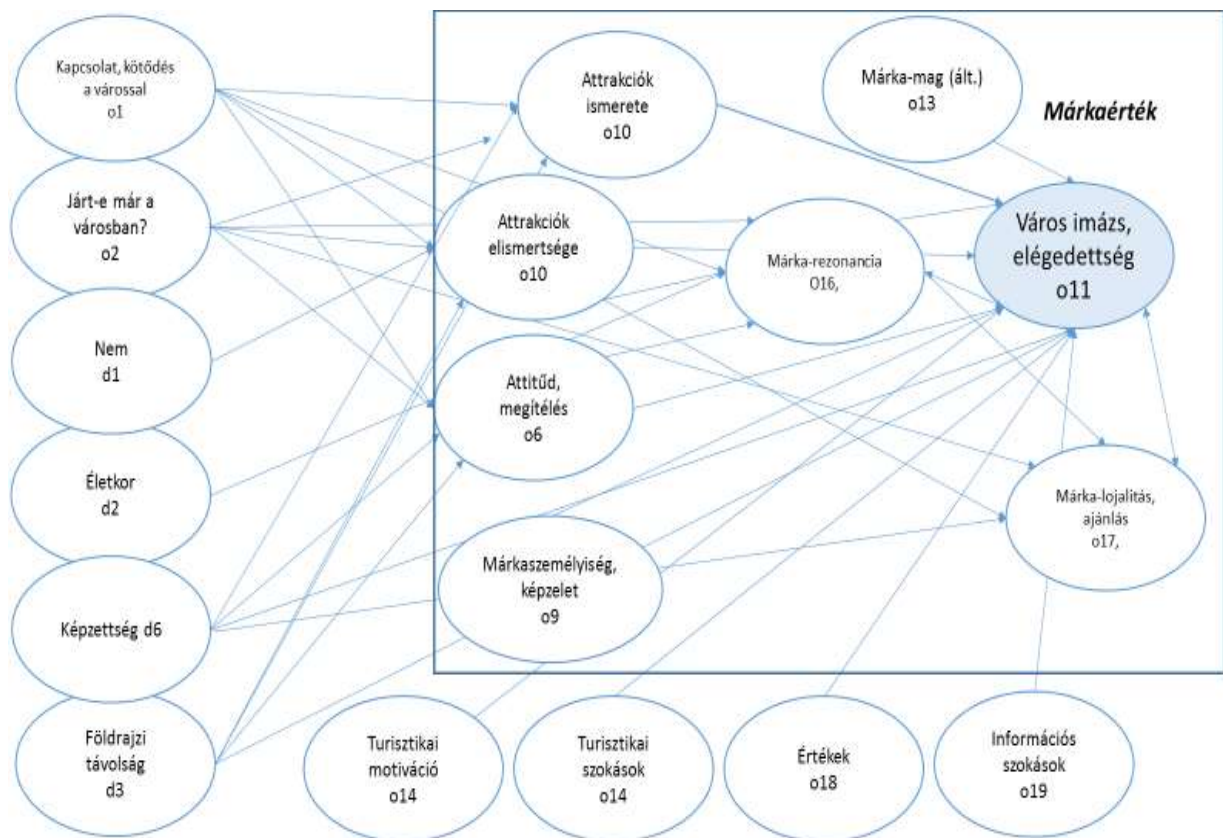 Kapcsolat, kötődés
a várossal
o1
Járt-e már a
városban?
o2
Nem
d1
Életkor
d2
Képzettség d6
Földrajzi
távolság
d3
Attrakciók
ismerete
o10
Attrakciók
elismertsége
o10
Attitűd,
megítélés
o6
Márkaszemélyiség,
képzelet
o9
Márka-mag (ált.)
o13
Márkaérték
Márka-rezonancia
O16,
Város imázs,
elégedettség
o11
Márka-lojalitás,
ajánlás
o17,
Turisztikai
motiváció
o14
Turisztikai
szokások
o14
Értékek
o18
Információs
szokások
o19